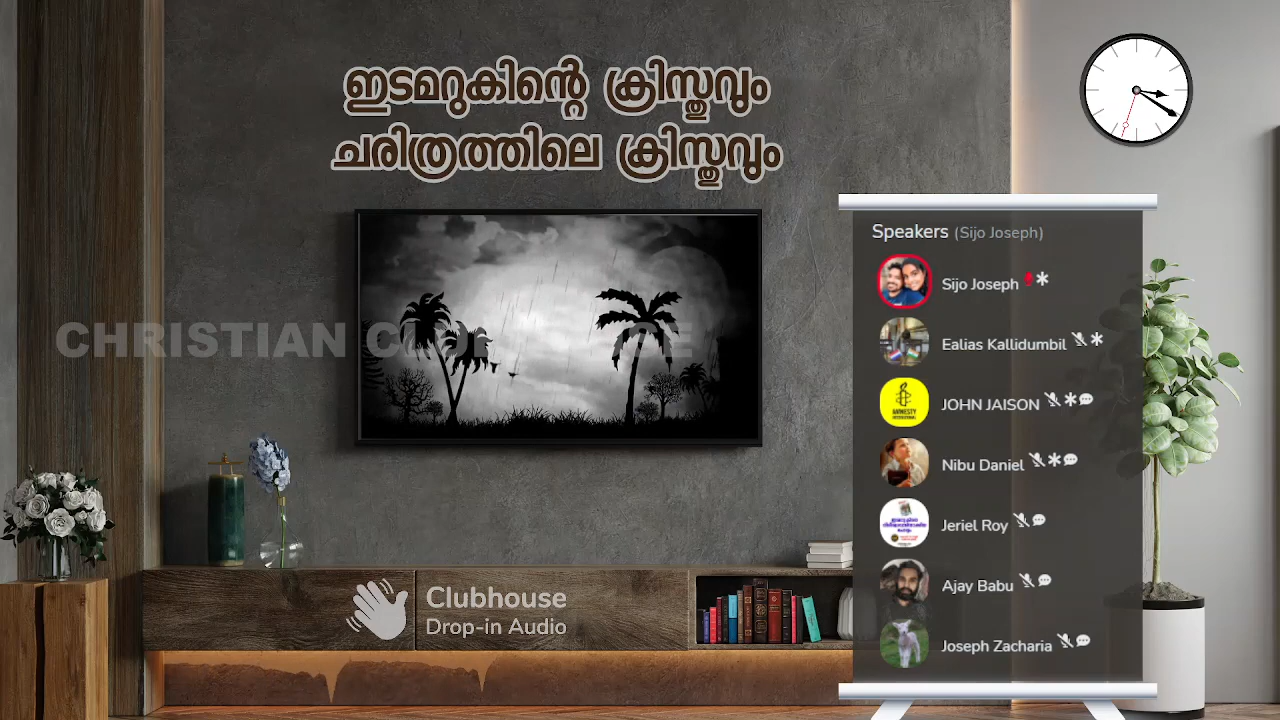 ഇടമറുകിന്റെ ക്രിസ്തുവും
ചരിത്രത്തിലെ ക്രിസ്തുവും
Speakers (Sijo Joseph)
Sijo Joseph
Ealias Kallidumbil
JOHN JAISON
Nibu Daniel
Jeriel Roy
Ajay Babu
Joseph Zacharia
CHRISTIAN
Clubhouse
Drop-in Audio